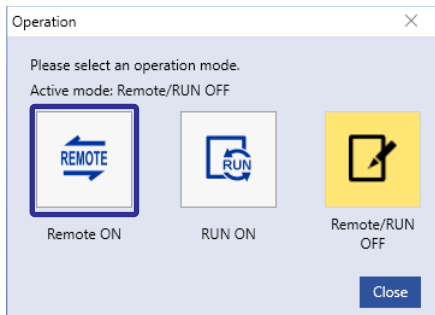 Operation
Please select an operation mode.
Active mode: Remote/RUN OFF
REMOTE
RUN
Remote ON
RUN ON
Remote/RUN
OFF
Close